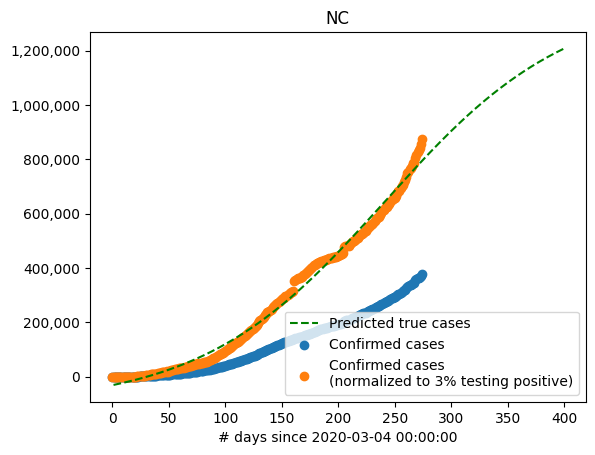 NC
1,200,000
1,000,000
800,000
600,000
400,000
200,000
0
Predicted true cases
Confirmed cases
Confirmed cases
(normalized to 3% testing positive)
0 50 100 150 200 250 300 350 400
# days since 2020-03-04 00:00:00